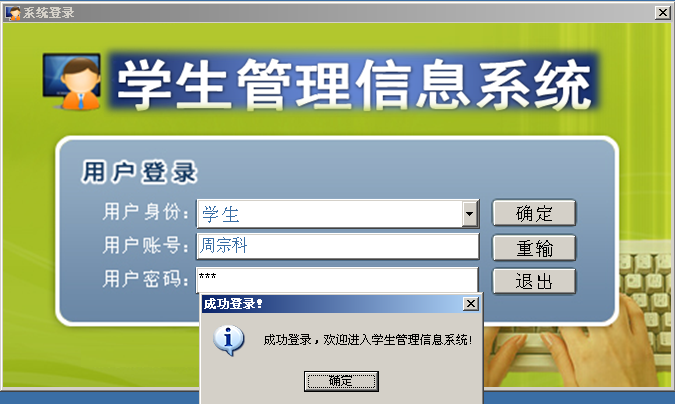 系统登录
学生管理信息系统
用户登录
用户身份: 学生 确定
用户账号: 周宗科 重输
用户密码: *** 退出
成功登录!
成功登录，欢迎进入学生管理信息系统!
确定